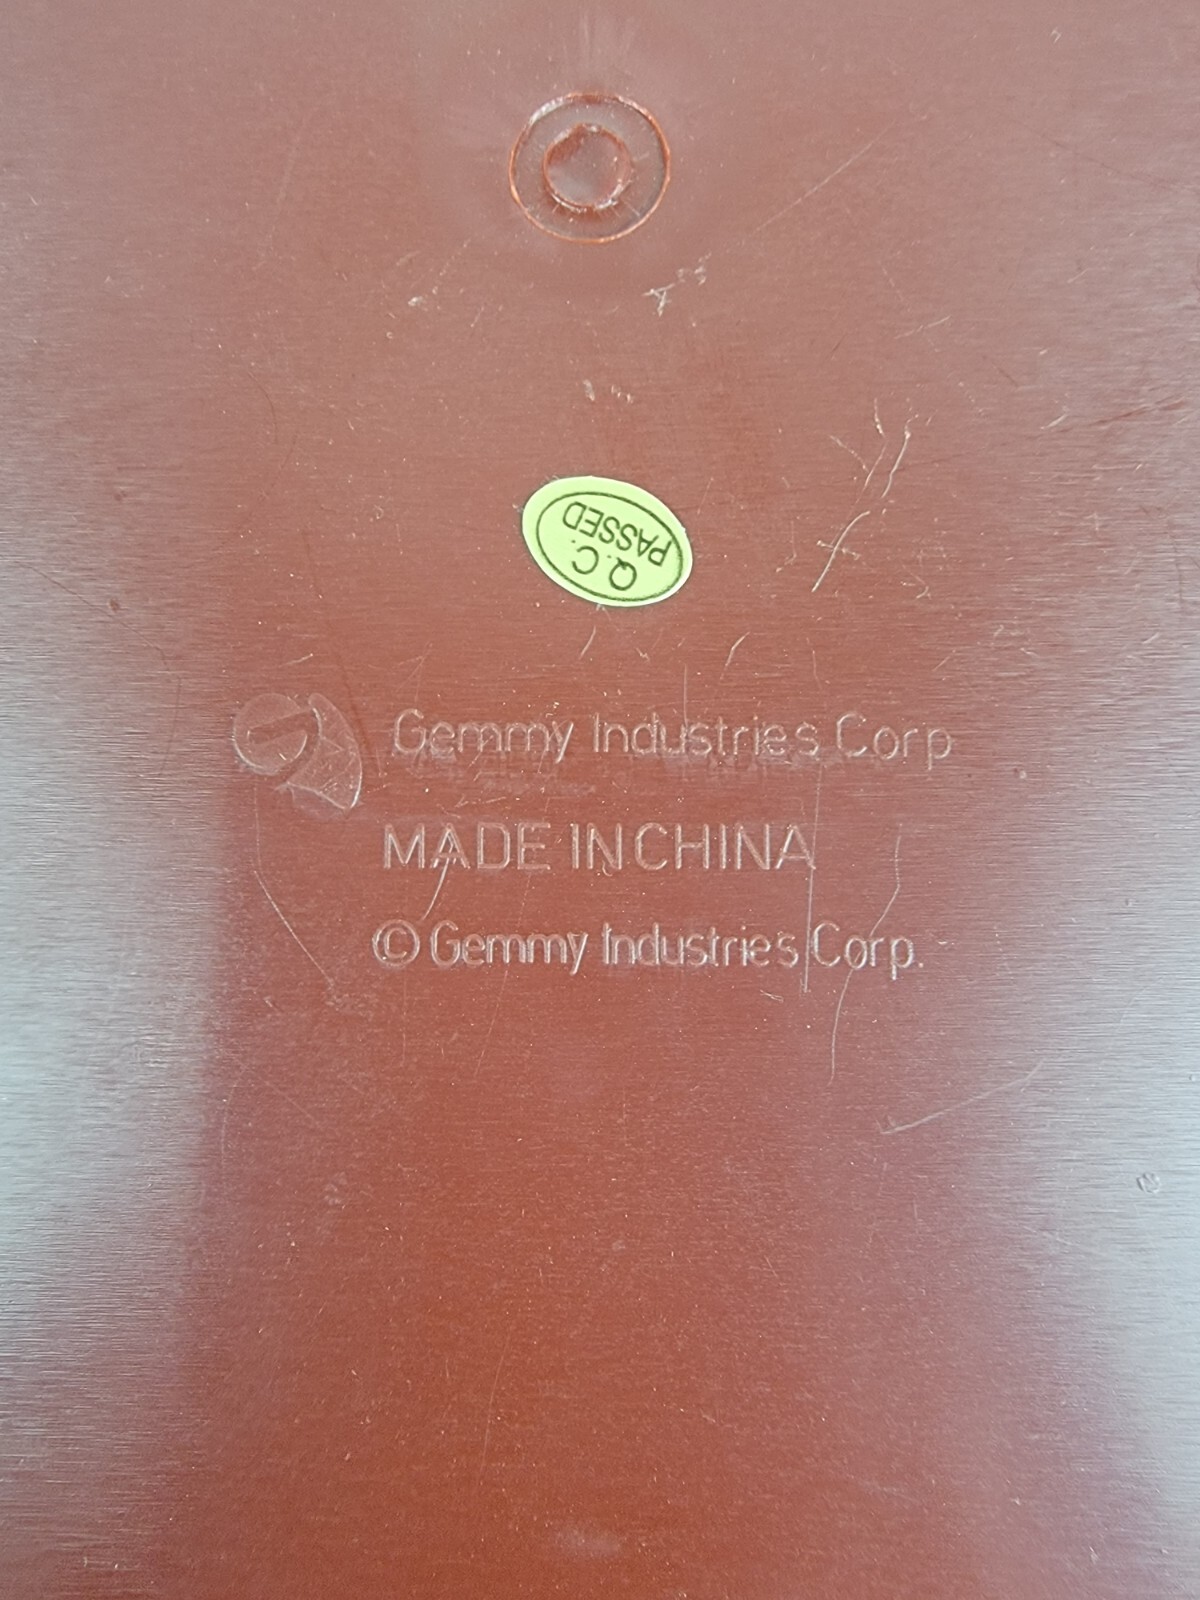 Q.C.
PASSED
Gemmy Industries Corp
MADE IN CHINA
© Gemmy Industries Corp.